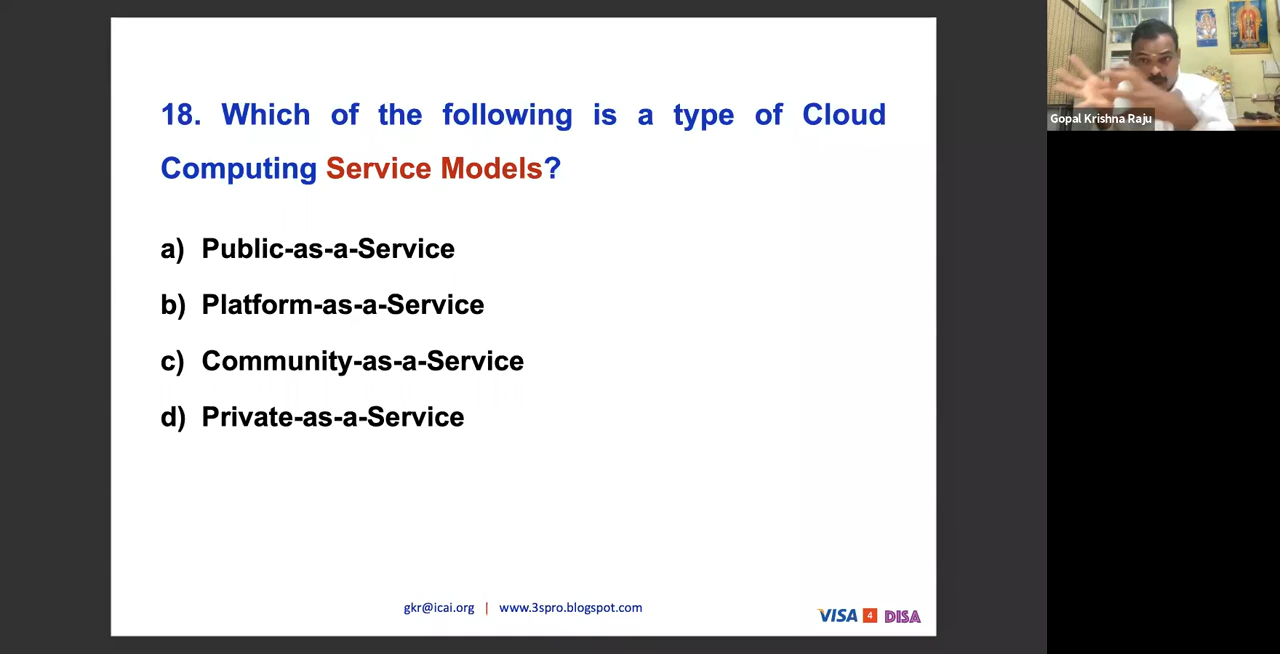 18. Which of the following is a type of Cloud
Computing Service Models?
a) Public-as-a-Service
b) Platform-as-a-Service
c) Community-as-a-Service
d) Private-as-a-Service
gkr@icai.org | www.3spro.blogspot.com
VISA 4 DISA
Gopal Krishna Raju